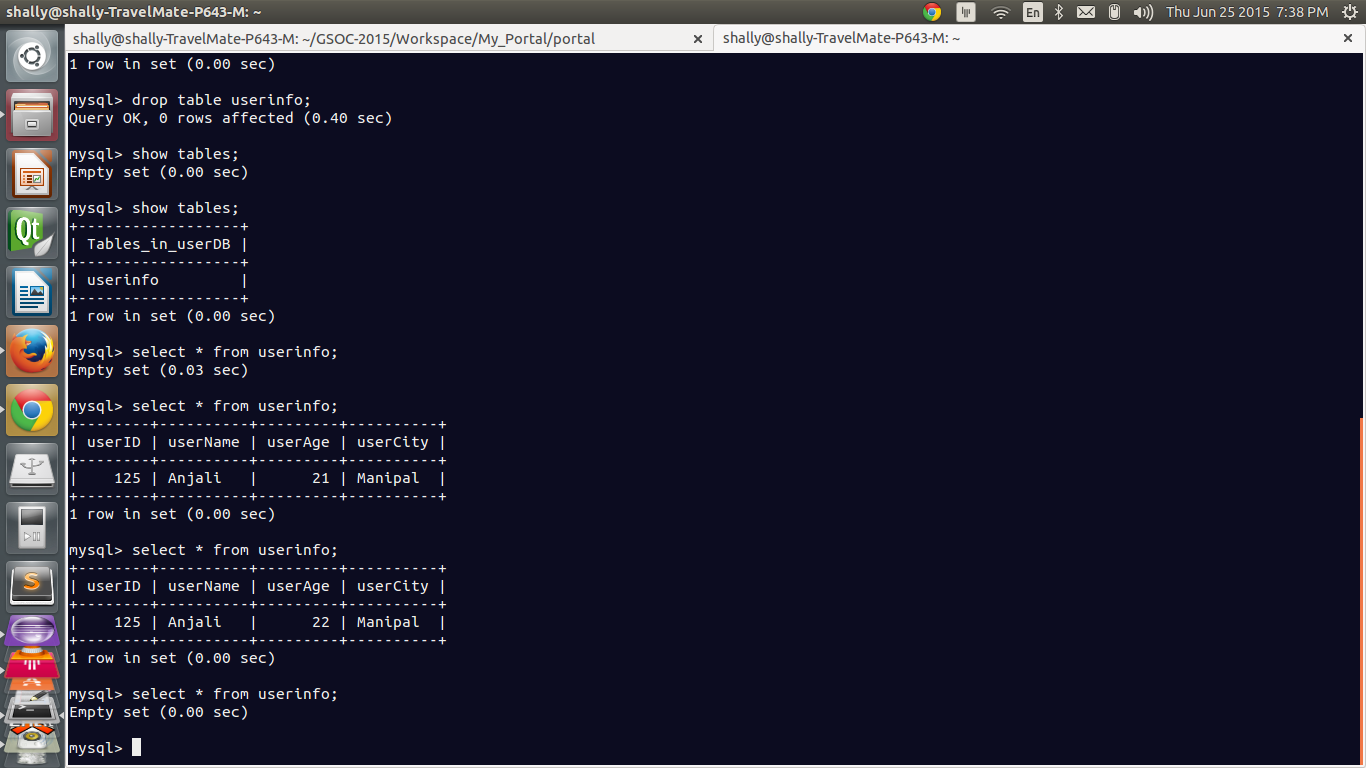 shally@shally-TravelMate-P643-M: ~
En
Thu Jun 25 2015 7:38 PM
shally@shally-TravelMate-P643-M: ~/GSOC-2015/Workspace/My_Portal/portal
shally@shally-TravelMate-P643-M: ~
1 row in set (0.00 sec)
mysql> drop table userinfo;
Query OK, 0 rows affected (0.40 sec)
mysql> show tables;
Empty set (0.00 sec)
mysql> show tables;
+------------------+
| Tables_in_userDB |
+------------------+
| userinfo         |
+------------------+
1 row in set (0.00 sec)
mysql> select * from userinfo;
Empty set (0.03 sec)
mysql> select * from userinfo;
+--------+----------+---------+----------+
| userID | userName | userAge | userCity |
+--------+----------+---------+----------+
|    125 | Anjali   |      21 | Manipal  |
+--------+----------+---------+----------+
1 row in set (0.00 sec)
mysql> select * from userinfo;
+--------+----------+---------+----------+
| userID | userName | userAge | userCity |
+--------+----------+---------+----------+
|    125 | Anjali   |      22 | Manipal  |
+--------+----------+---------+----------+
1 row in set (0.00 sec)
mysql> select * from userinfo;
Empty set (0.00 sec)
mysql>
Qt
S